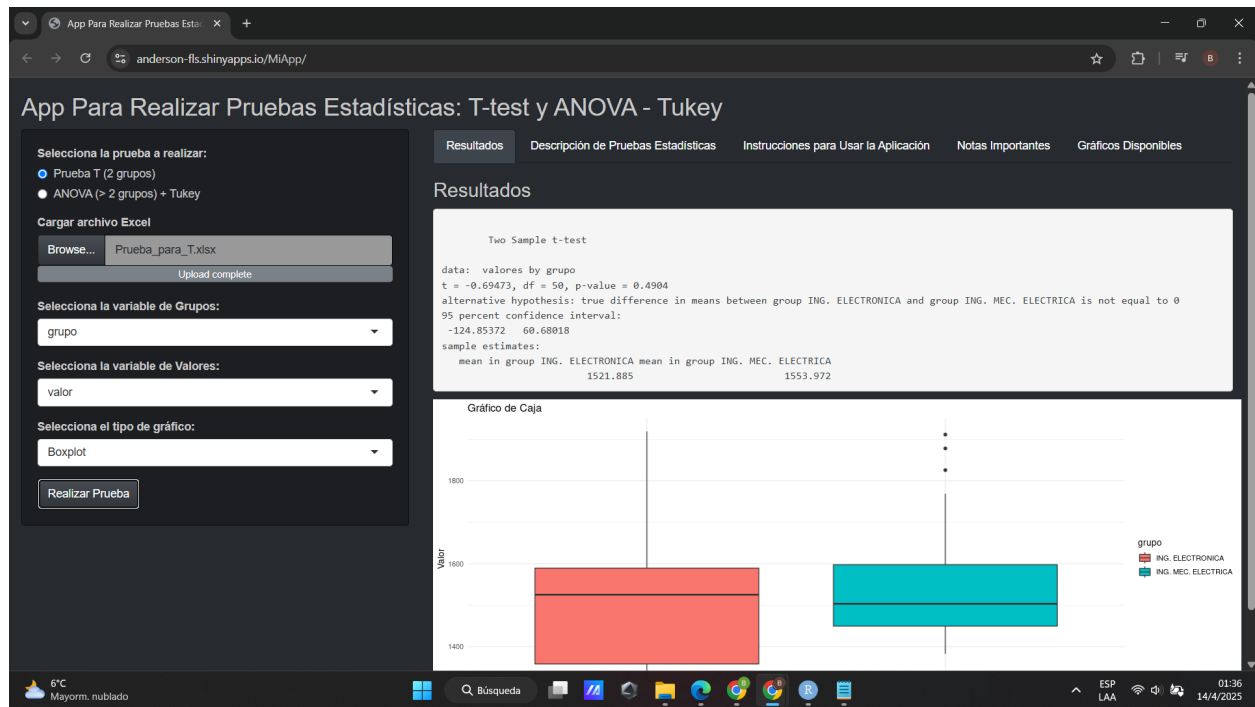 App Para Realizar Pruebas Estad
anderson-fls.shinyapps.io/MiApp/
B
App Para Realizar Pruebas Estadísticas: T-test y ANOVA - Tukey
Selecciona la prueba a realizar:
Prueba T (2 grupos)
ANOVA (> 2 grupos) + Tukey
Cargar archivo Excel
Browse... Prueba_para_T.xlsx
Upload complete
Selecciona la variable de Grupos:
grupo
Selecciona la variable de Valores:
valor
Selecciona el tipo de gráfico:
Boxplot
Realizar Prueba
Resultados Descripción de Pruebas Estadísticas Instrucciones para Usar la Aplicación Notas Importantes Gráficos Disponibles
Resultados
Two Sample t-test
data: valores by grupo
t = -0.69473, df = 50, p-value = 0.4904
alternative hypothesis: true difference in means between group ING. ELECTRONICA and group ING. MEC. ELECTRICA is not equal to 0
95 percent confidence interval:
-124.85372 60.68018
sample estimates:
mean in group ING. ELECTRONICA mean in group ING. MEC. ELECTRICA
1521.885 1553.972
Gráfico de Caja
1800
1600
1400
Valor
grupo
ING. ELECTRONICA
ING. MEC. ELECTRICA
6°C
Mayorm. nublado
Búsqueda
B
B
R
ESP
LAA
01:36
14/4/2025